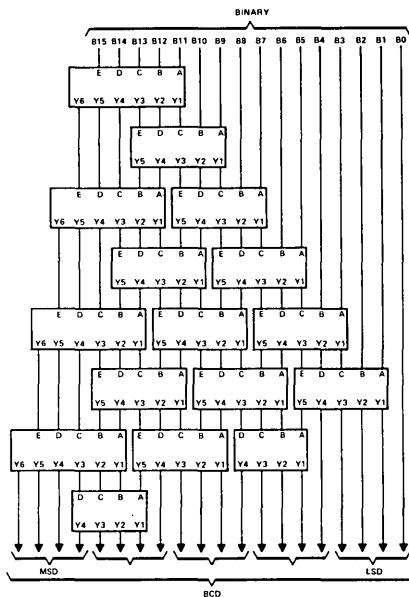 BINARY
B15 B14 B13 B12 B11 B10 B9 B8 B7 B6 B5 B4 B3 B2 B1 B0
E D C B A
Y6 Y5 Y4 Y3 Y2 Y1
E D C B A
Y5 Y4 Y3 Y2 Y1
E D C B A E D C B A
Y6 Y5 Y4 Y3 Y2 Y1 Y5 Y4 Y3 Y2 Y1
E D C B A E D C B A
Y5 Y4 Y3 Y2 Y1 Y5 Y4 Y3 Y2 Y1
E D C B A E D C B A E D C B A
Y6 Y5 Y4 Y3 Y2 Y1 Y5 Y4 Y3 Y2 Y1 Y5 Y4 Y3 Y2 Y1
E D C B A E D C B A E D C B A
Y5 Y4 Y3 Y2 Y1 Y5 Y4 Y3 Y2 Y1 Y5 Y4 Y3 Y2 Y1
E D C B A E D C B A D C B A
Y6 Y5 Y4 Y3 Y2 Y1 Y5 Y4 Y3 Y2 Y1 Y4 Y3 Y2 Y1
D C B A
Y4 Y3 Y2 Y1
MSD LSD
BCD